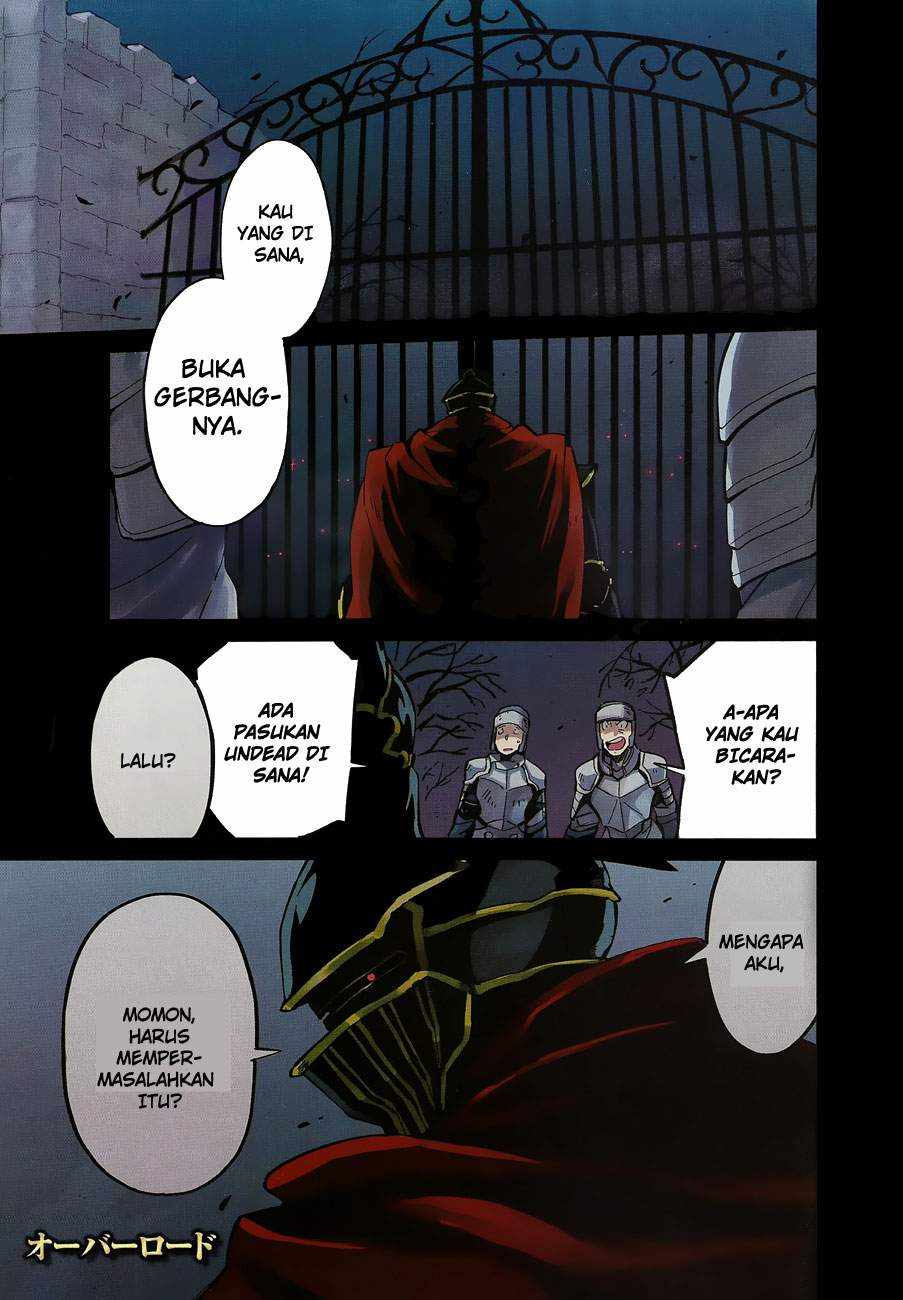 KAU
YANG DI
SANA,
BUKA
GERBANG-
NYA.
A-APA
YANG KAU
BICARA-
KAN?
ADA
PASUKAN
UNDEAD DI
SANA!
LALU?
MENGAPA
AKU,
MOMON,
HARUS
MEMPER-
MASALAHKAN
ITU?
オーバーロード